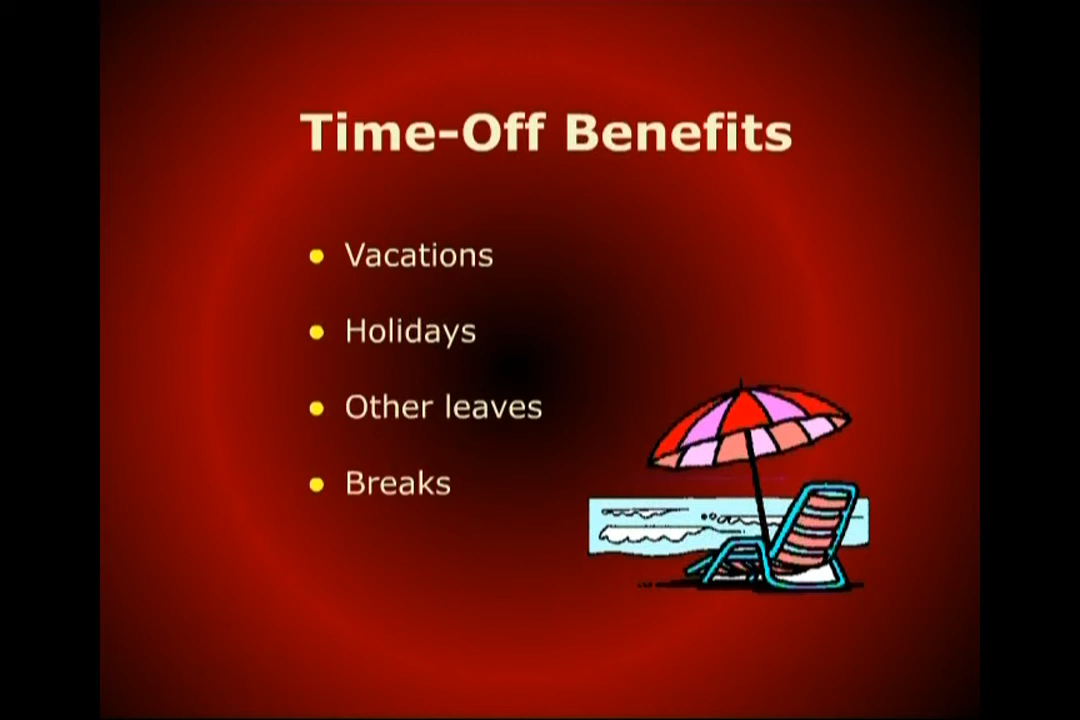 Time-Off Benefits
Vacations
Holidays
Other leaves
Breaks